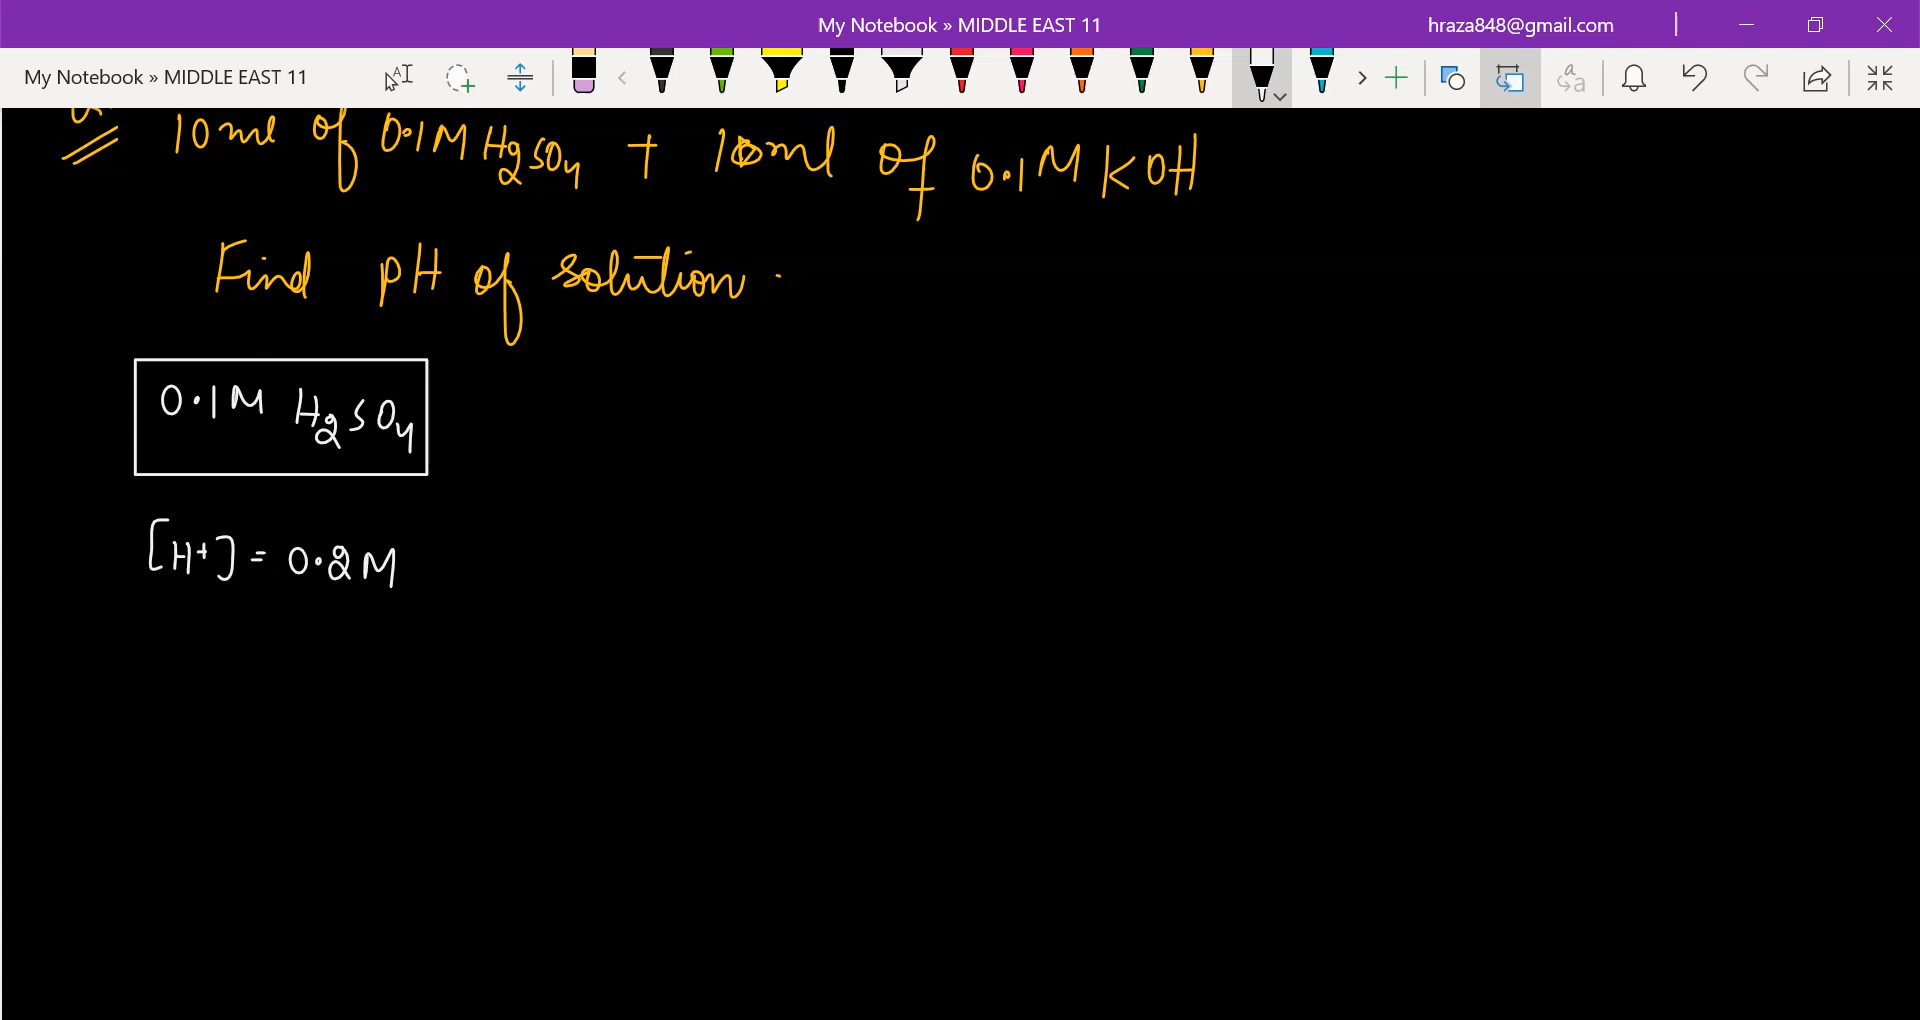 My Notebook » MIDDLE EAST 11
hraza848@gmail.com
My Notebook » MIDDLE EAST 11
10ml of 0.1M H2SO4 + 10ml of 0.1M KOH
Find pH of solution.
0.1M H2SO4
[H+] = 0.2M